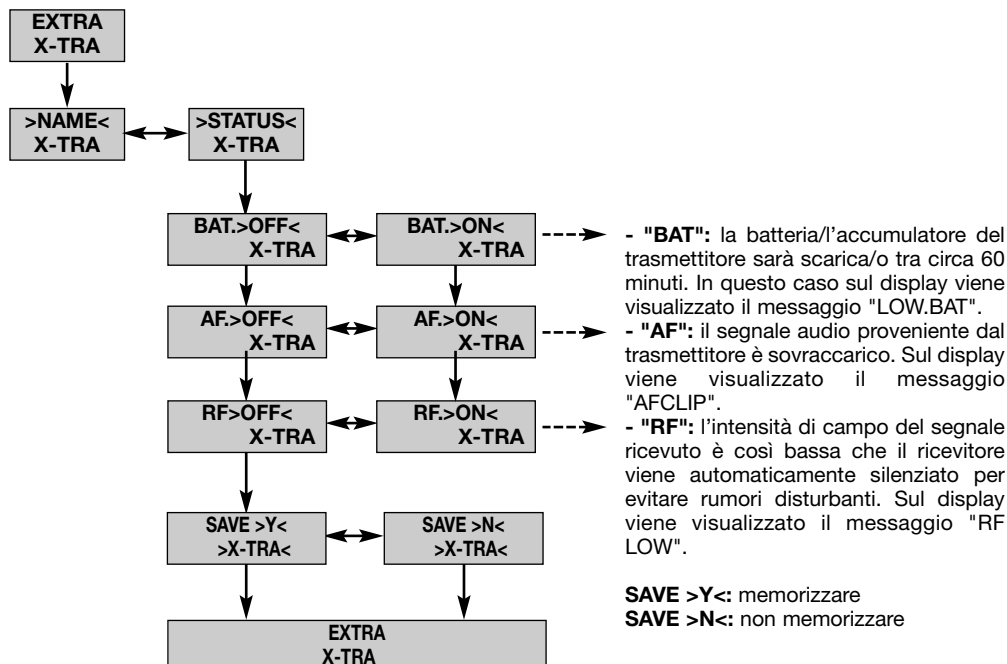 EXTRA
X-TRA
>NAME<
X-TRA
>STATUS<
X-TRA
BAT.>OFF<
X-TRA
BAT.>ON<
X-TRA
AF.>OFF<
X-TRA
AF.>ON<
X-TRA
RF>OFF<
X-TRA
RF.>ON<
X-TRA
SAVE >Y<
>X-TRA<
SAVE >N<
>X-TRA<
EXTRA
X-TRA
- "BAT": la batteria/l'accumulatore del
trasmettitore sarà scarica/o tra circa 60
minuti. In questo caso sul display viene
visualizzato il messaggio "LOW.BAT".
- "AF": il segnale audio proveniente dal
trasmettitore è sovraccarico. Sul display
viene visualizzato il messaggio
"AFCLIP".
- "RF": l'intensità di campo del segnale
ricevuto è così bassa che il ricevitore
viene automaticamente silenziato per
evitare rumori disturbanti. Sul display
viene visualizzato il messaggio "RF
LOW".
SAVE >Y<: memorizzare
SAVE >N<: non memorizzare